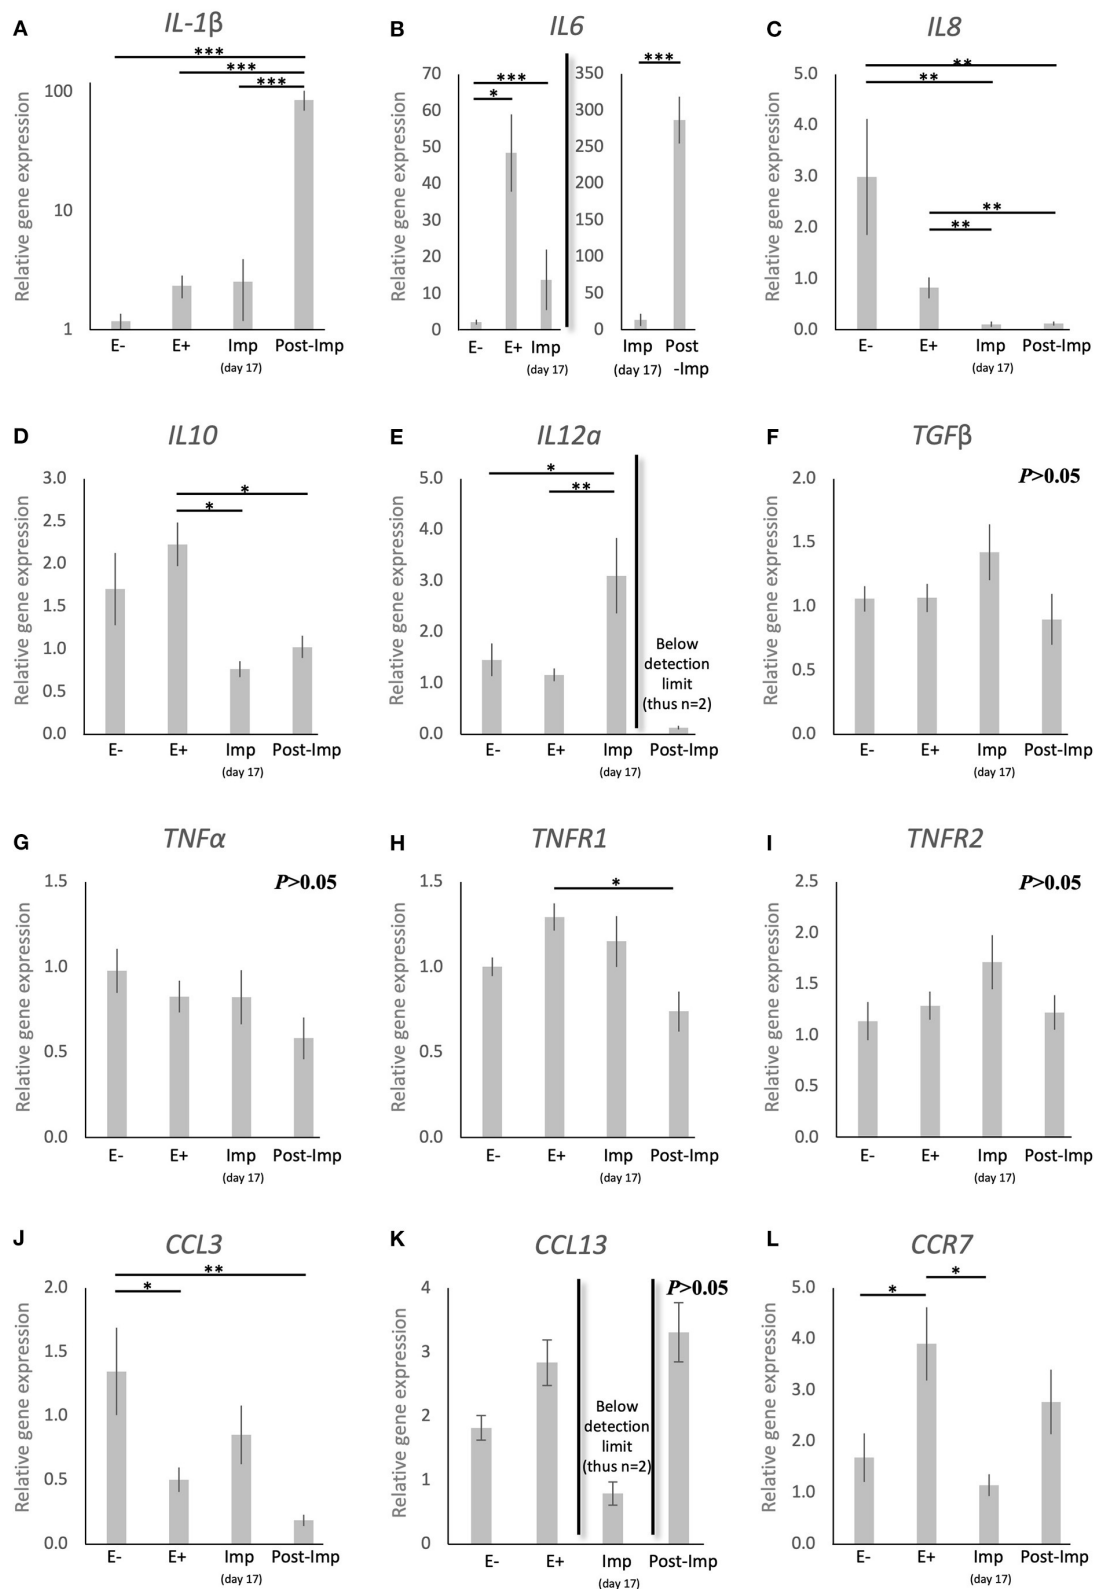 A
IL-1β
***
***
***
Relative gene expression
100
10
1
E-
E+
Imp
(day 17)
Post-Imp
B
IL6
***
*
***
Relative gene expression
70
60
50
40
30
20
10
0
350
300
250
200
150
100
50
0
E-
E+
Imp
(day 17)
Imp
(day 17)
Post
-Imp
C
IL8
**
**
**
**
Relative gene expression
5.0
4.0
3.0
2.0
1.0
0.0
E-
E+
Imp
(day 17)
Post-Imp
D
IL10
*
*
Relative gene expression
3.0
2.5
2.0
1.5
1.0
0.5
0.0
E-
E+
Imp
(day 17)
Post-Imp
E
IL12a
*
**
Relative gene expression
5.0
4.0
3.0
2.0
1.0
0.0
Below
detection
limit
(thus n=2)
E-
E+
Imp
(day 17)
Post-Imp
F
TGFβ
P>0.05
Relative gene expression
2.0
1.5
1.0
0.5
0.0
E-
E+
Imp
(day 17)
Post-Imp
G
TNFα
P>0.05
Relative gene expression
1.5
1.0
0.5
0.0
E-
E+
Imp
(day 17)
Post-Imp
H
TNFR1
*
Relative gene expression
1.5
1.0
0.5
0.0
E-
E+
Imp
(day 17)
Post-Imp
I
TNFR2
P>0.05
Relative gene expression
2.5
2.0
1.5
1.0
0.5
0.0
E-
E+
Imp
(day 17)
Post-Imp
J
CCL3
**
*
Relative gene expression
2.0
1.5
1.0
0.5
0.0
E-
E+
Imp
(day 17)
Post-Imp
K
CCL13
P>0.05
Relative gene expression
4
3
2
1
0
Below
detection
limit
(thus n=2)
E-
E+
Imp
(day 17)
Post-Imp
L
CCR7
*
*
Relative gene expression
5.0
4.0
3.0
2.0
1.0
0.0
E-
E+
Imp
(day 17)
Post-Imp